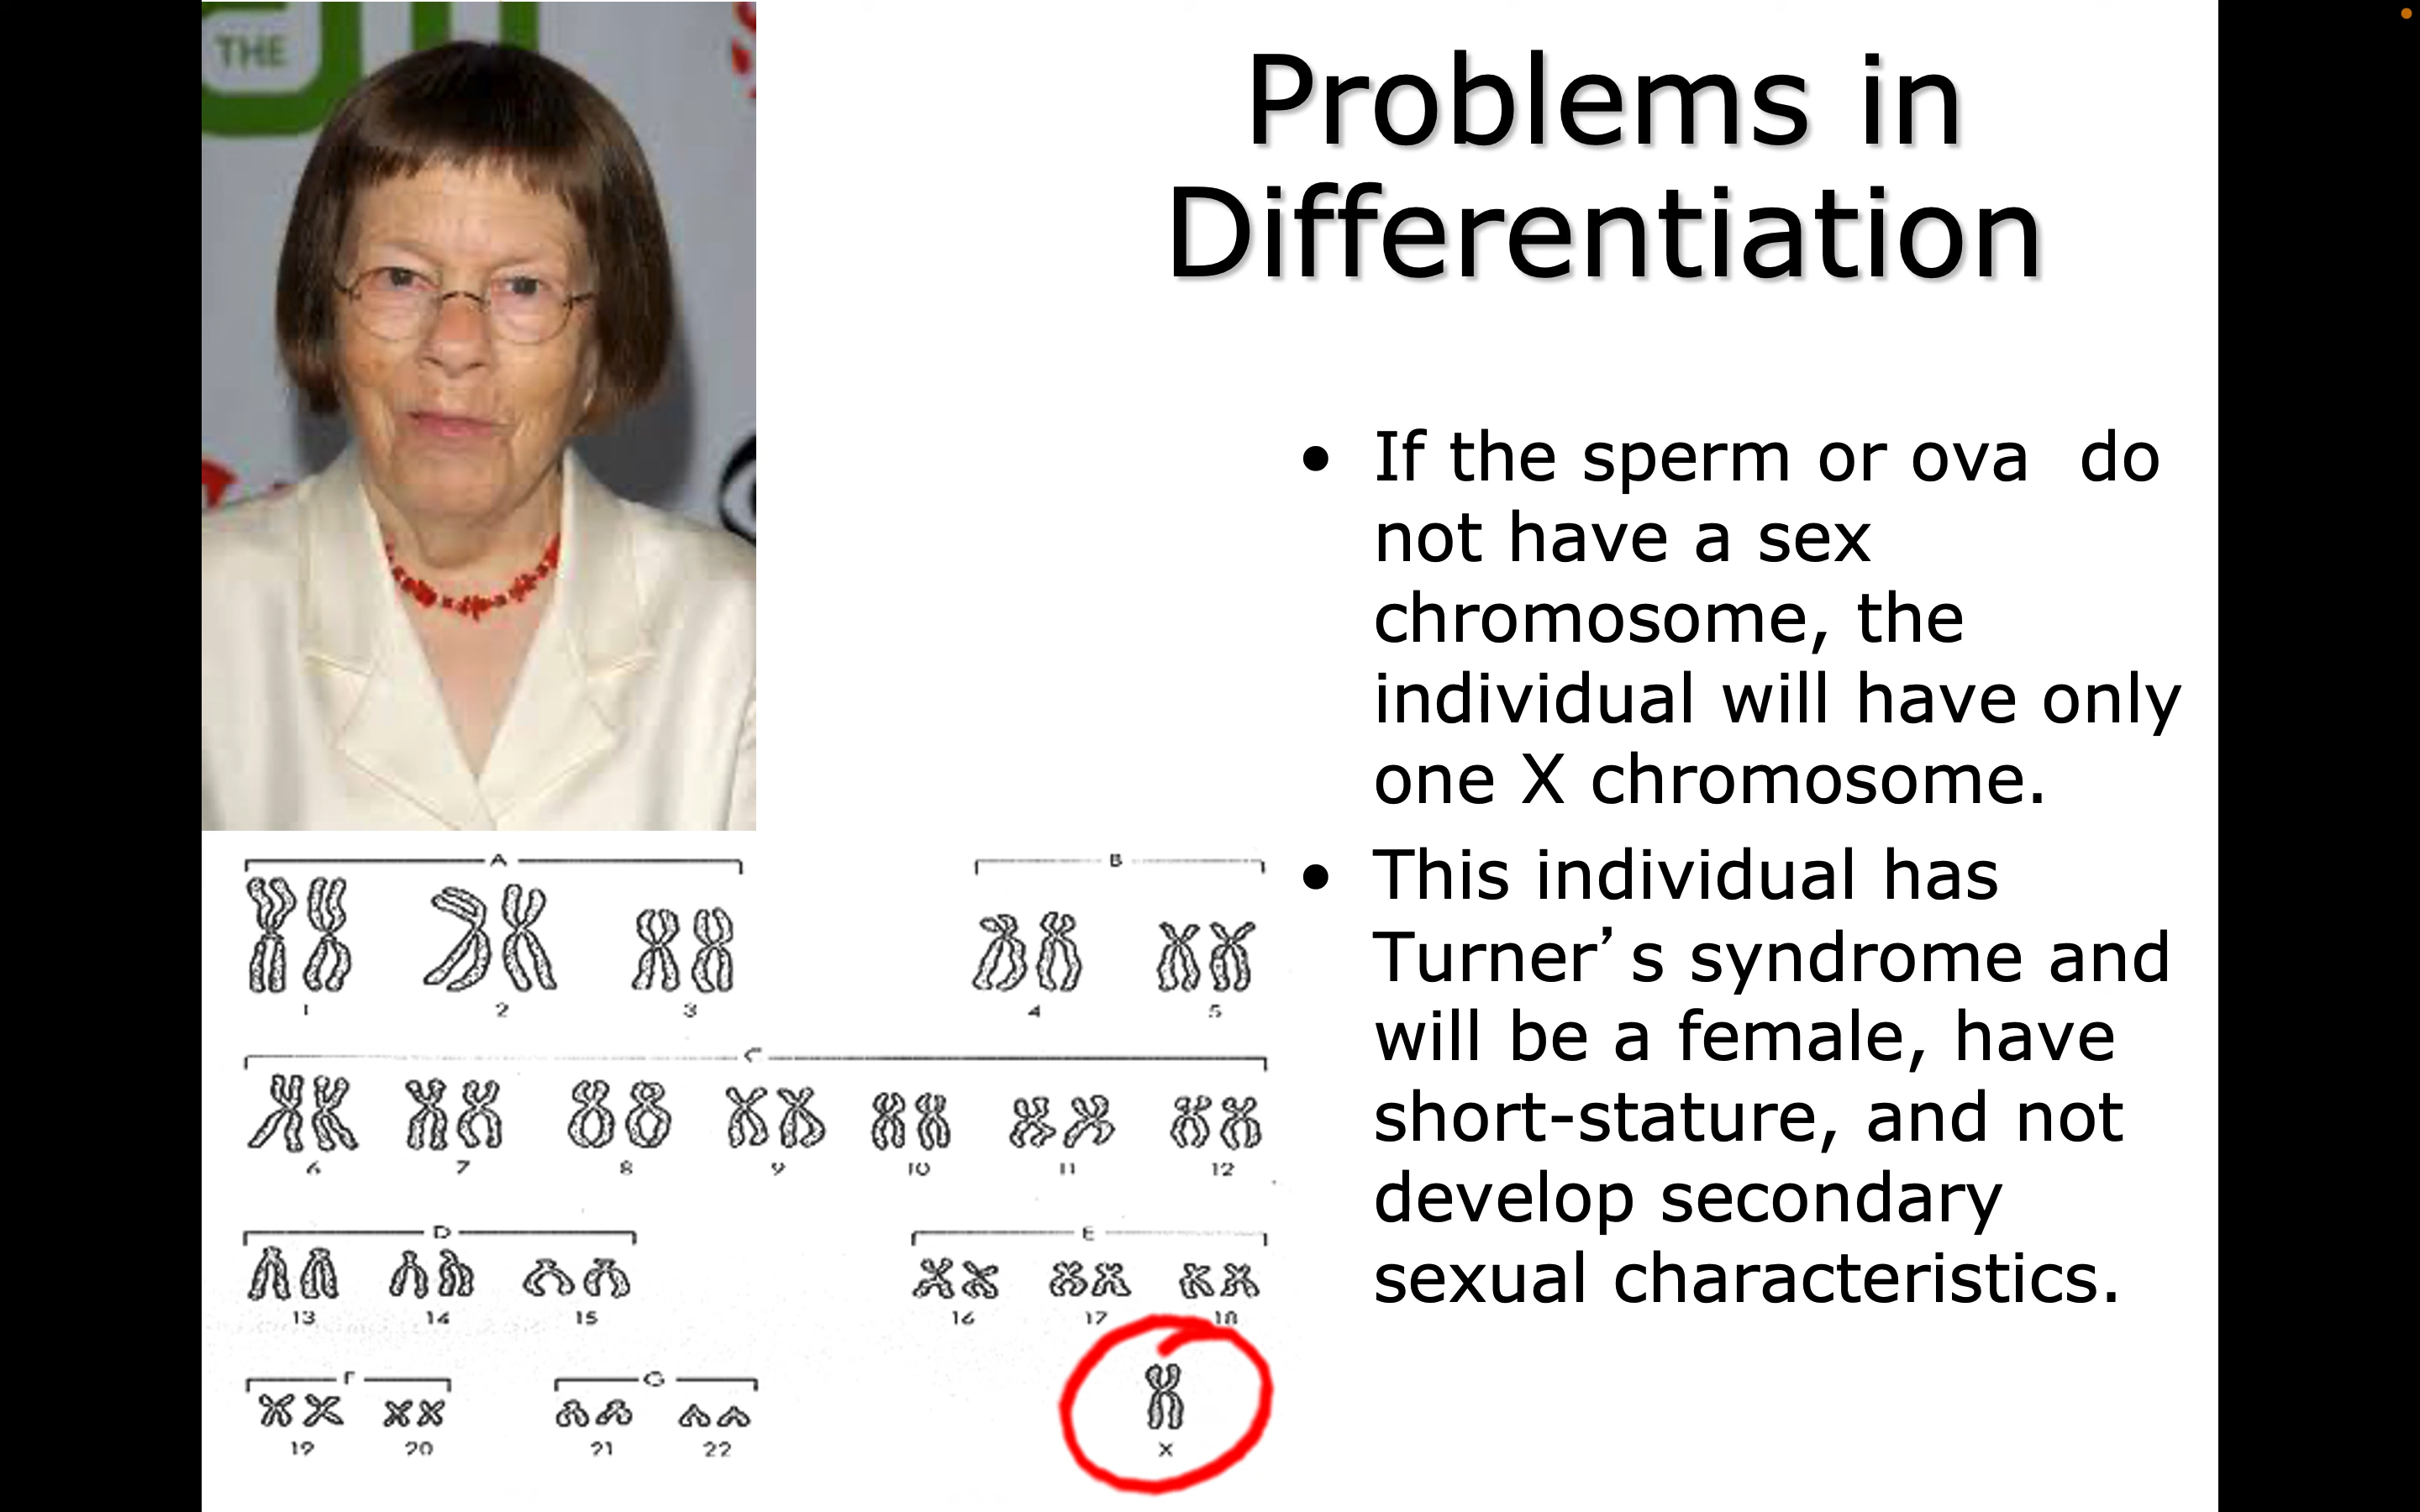 THE
Problems in
Differentiation
• If the sperm or ova do
not have a sex
chromosome, the
individual will have only
one X chromosome.
• This individual has
Turner’s syndrome and
will be a female, have
short-stature, and not
develop secondary
sexual characteristics.
A B
1 2 3 4 5
C
6 7 8 9 10 11 12
D E
13 14 15 16 17 18
F G
19 20 21 22 X